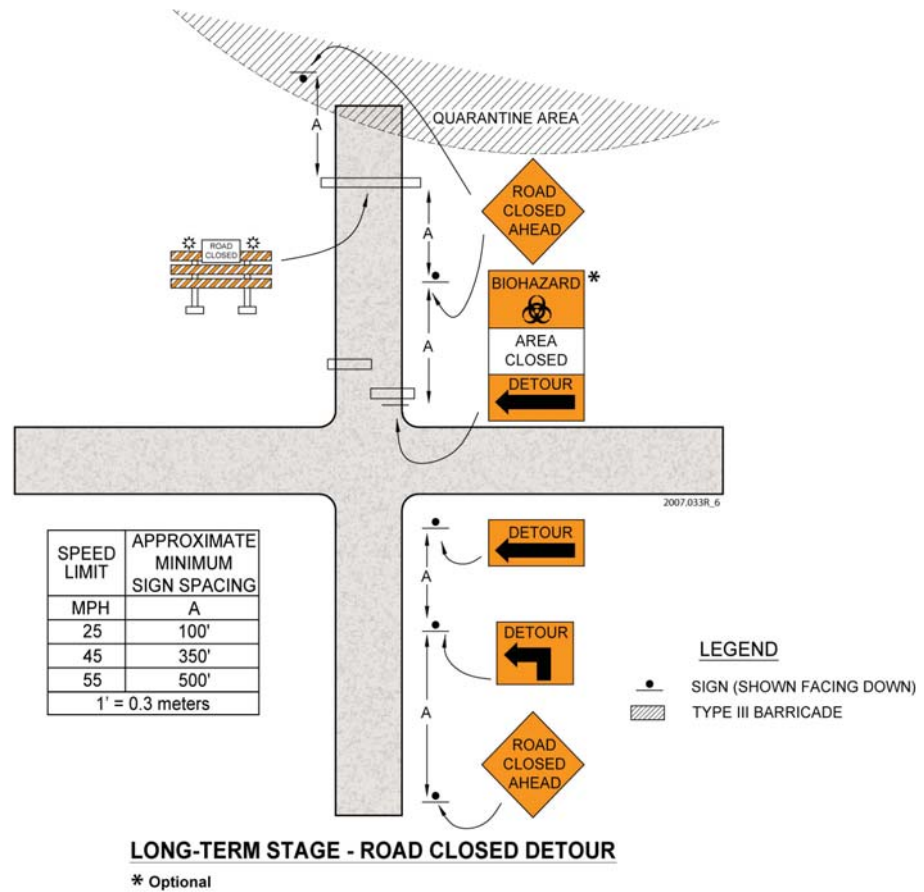 QUARANTINE AREA
A
ROAD
CLOSED
AHEAD
ROAD
CLOSED
A
BIOHAZARD *
AREA
CLOSED
DETOUR
A
2007.033R_6
DETOUR
A
DETOUR
A
ROAD
CLOSED
AHEAD
SPEED
LIMIT
APPROXIMATE
MINIMUM
SIGN SPACING
MPH A
25 100'
45 350'
55 500'
1' = 0.3 meters
LEGEND
SIGN (SHOWN FACING DOWN)
TYPE III BARRICADE
LONG-TERM STAGE - ROAD CLOSED DETOUR
* Optional